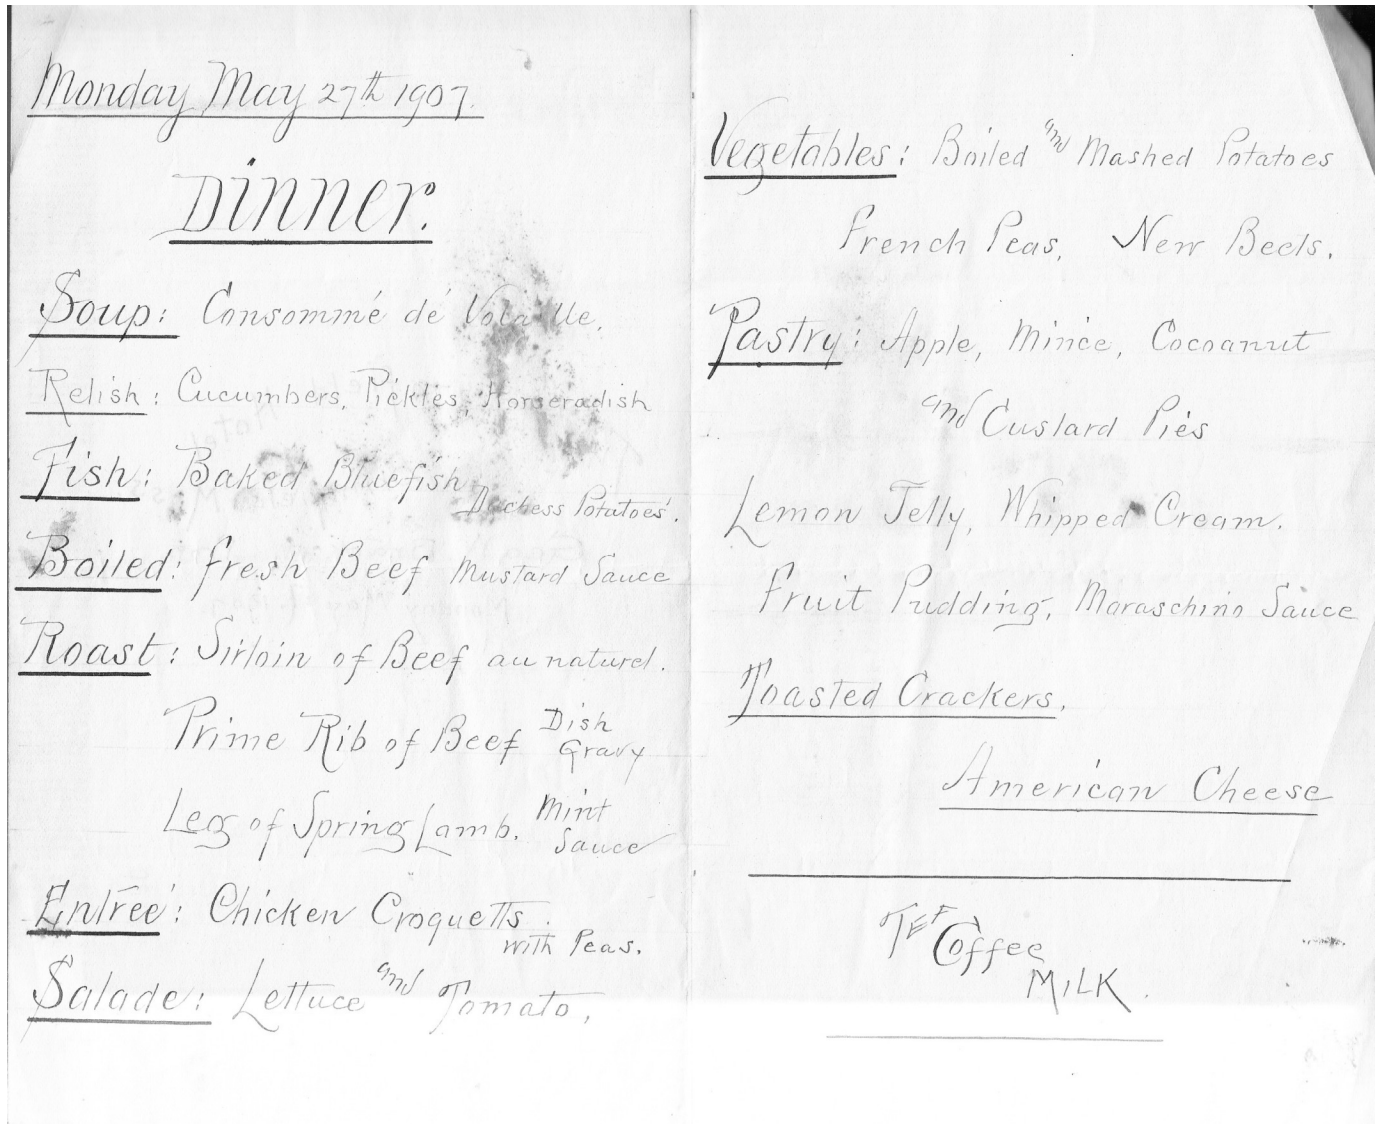 Monday May 27th 1907.
Dinner.
Soup: Consommé dé Volaille.
Relish: Cucumbers, Pickles, Horseradish
Fish: Baked Bluefish
Duchess Potatoes.
Boiled: fresh Beef Mustard Sauce
Roast: Sirloin of Beef au naturel.
Prime Rib of Beef Dish
Gravy
Leg of Spring Lamb. Mint
Sauce
Entreé: Chicken Croquetts.
with Peas.
Salade: Lettuce and Tomato,
Vegetables: Boiled and Mashed Potatoes
French Peas, New Beets.
Pastry: Apple, Mince, Cocoanut
and Custard Pies
Lemon Jelly, Whipped Cream.
Fruit Pudding, Maraschino Sauce
Toasted Crackers.
American Cheese
Coffee
MILK.